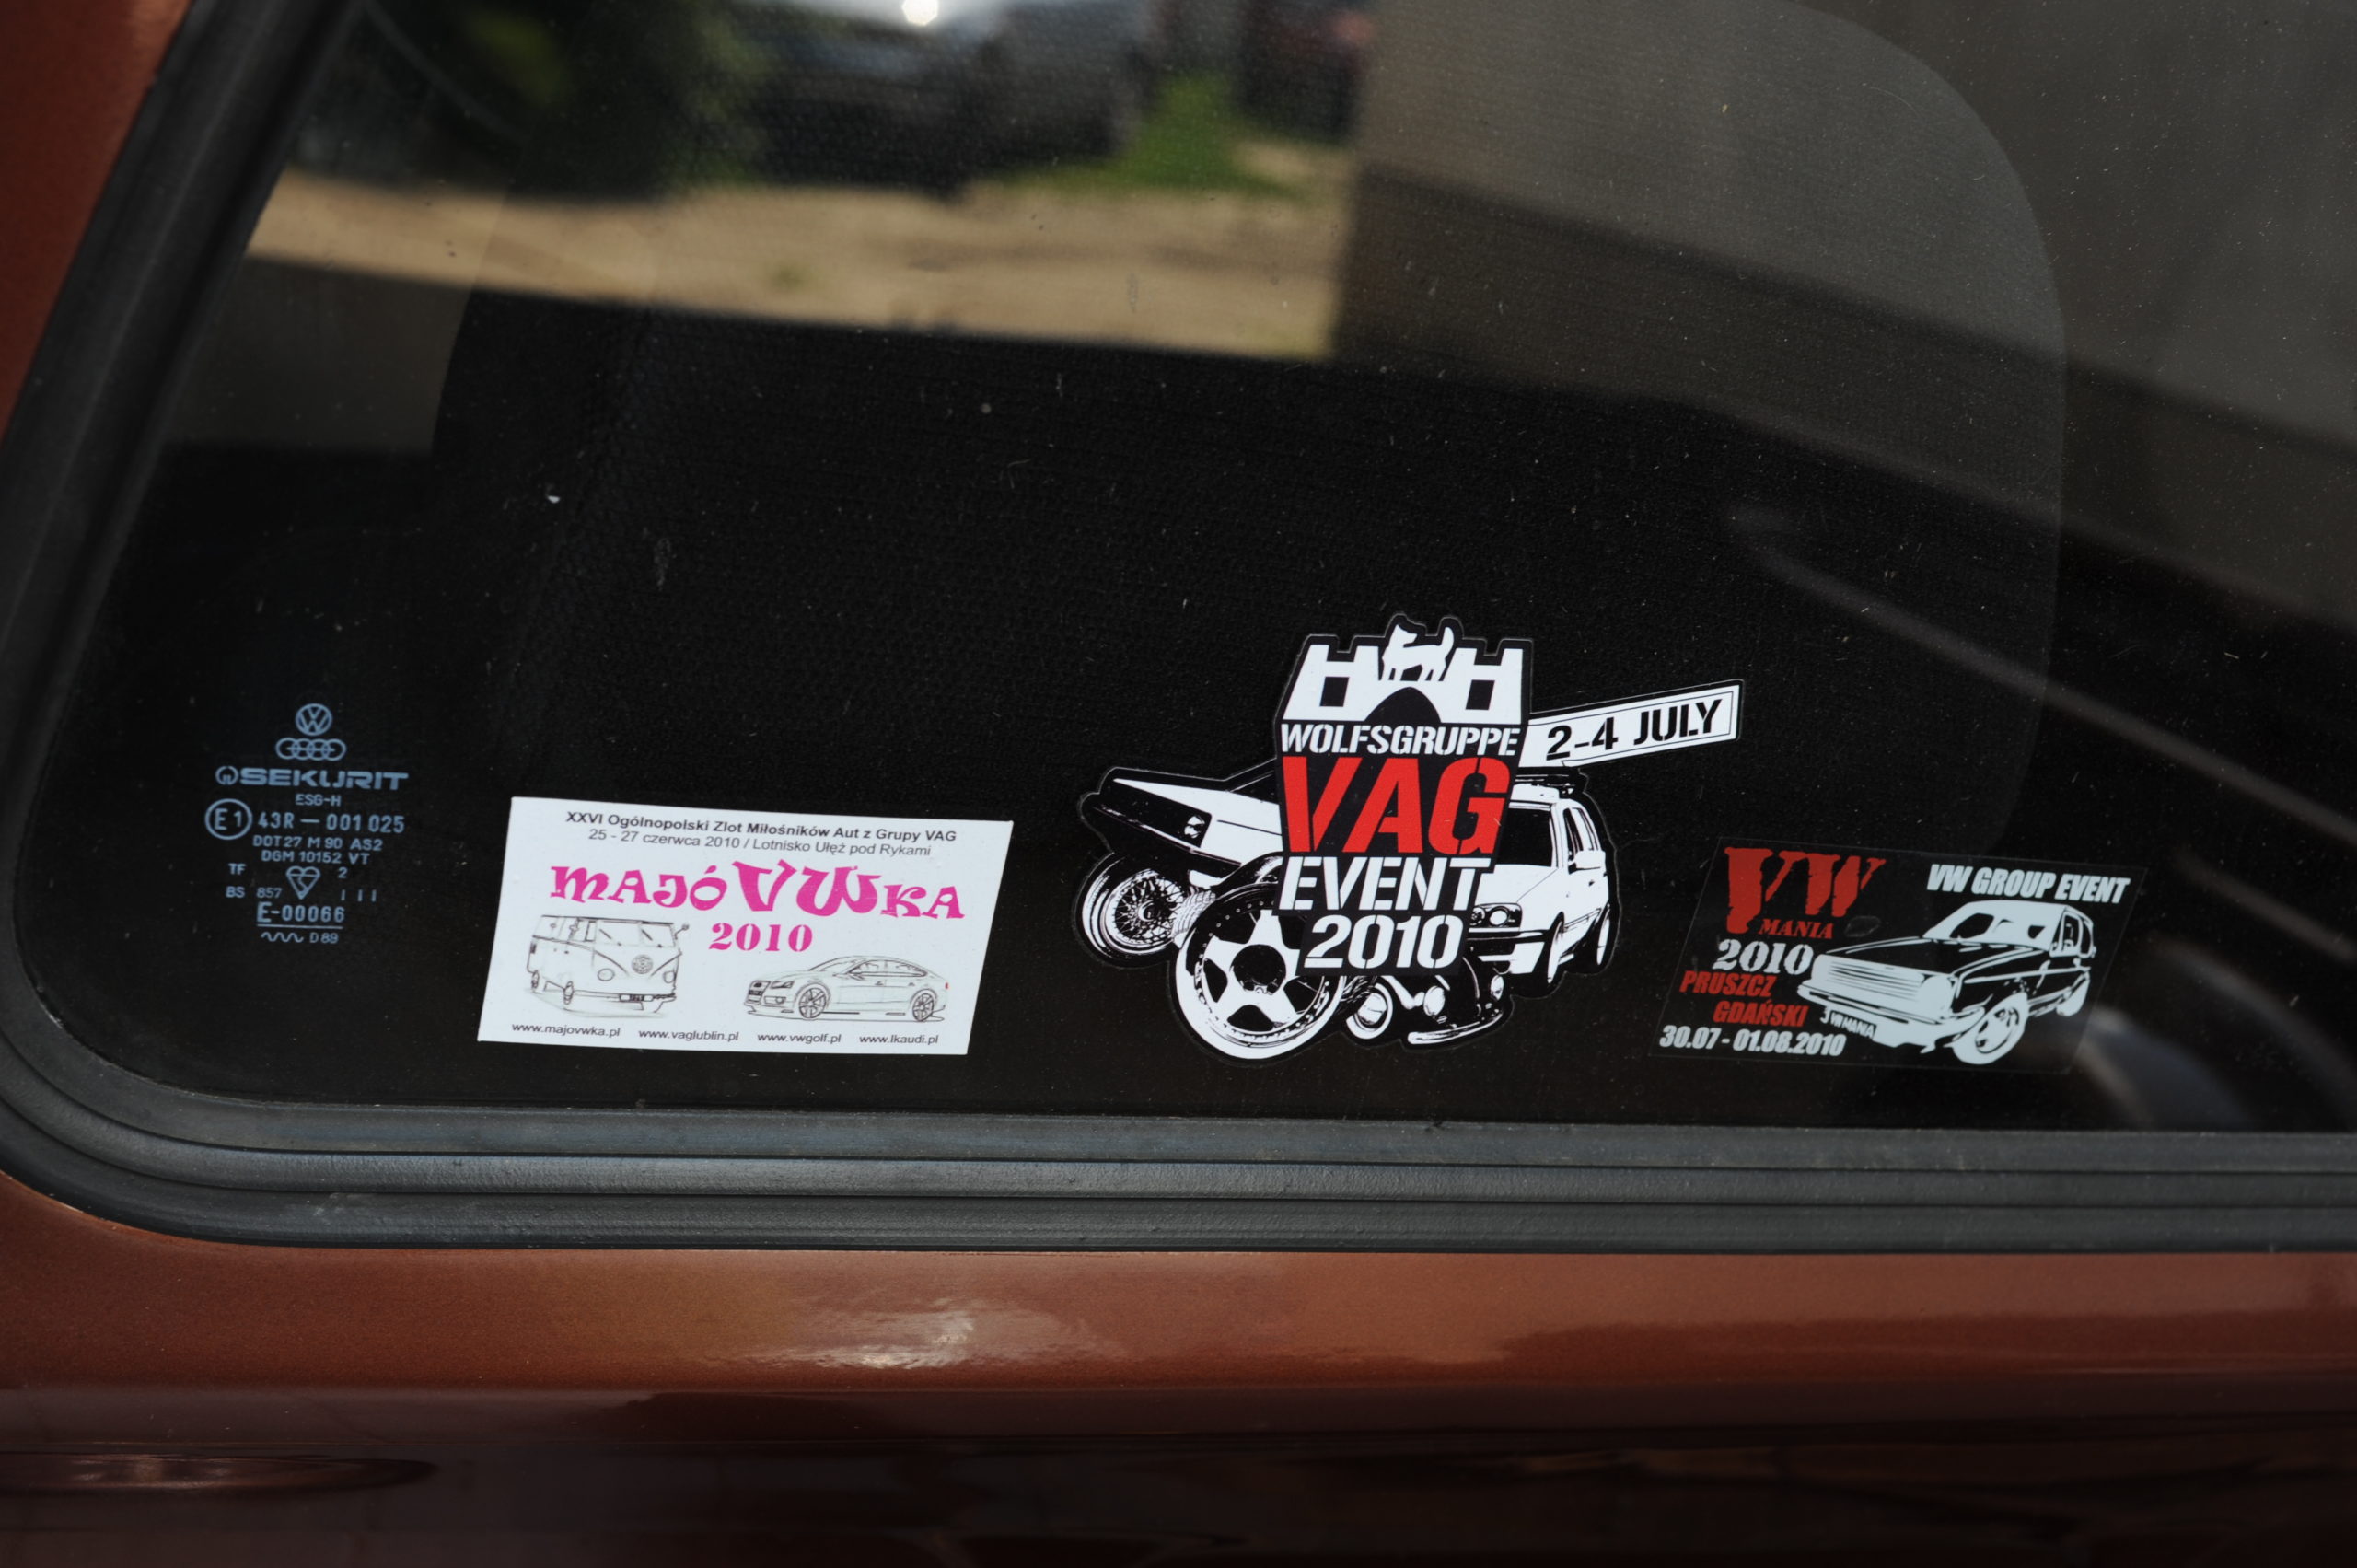 SEKURIT
ESG-H
E1 43R — 001 025
DOT 27 M 90 AS2
DGM 10152 VT
TF 2
BS 857 III
E-00066
D89
XXVI Ogólnopolski Zlot Miłośników Aut z Grupy VAG
25 - 27 czerwca 2010 / Lotnisko Ułęż pod Rykami
MAJÓVWKA
2010
www.majovwka.pl www.vaglublin.pl www.vwgolf.pl www.lkaudi.pl
WOLFSGRUPPE
2-4 JULY
VAG
EVENT
2010
VW
MANIA
2010
PRUSZCZ
GDAŃSKI
30.07 - 01.08.2010
VW GROUP EVENT
VW MANIA